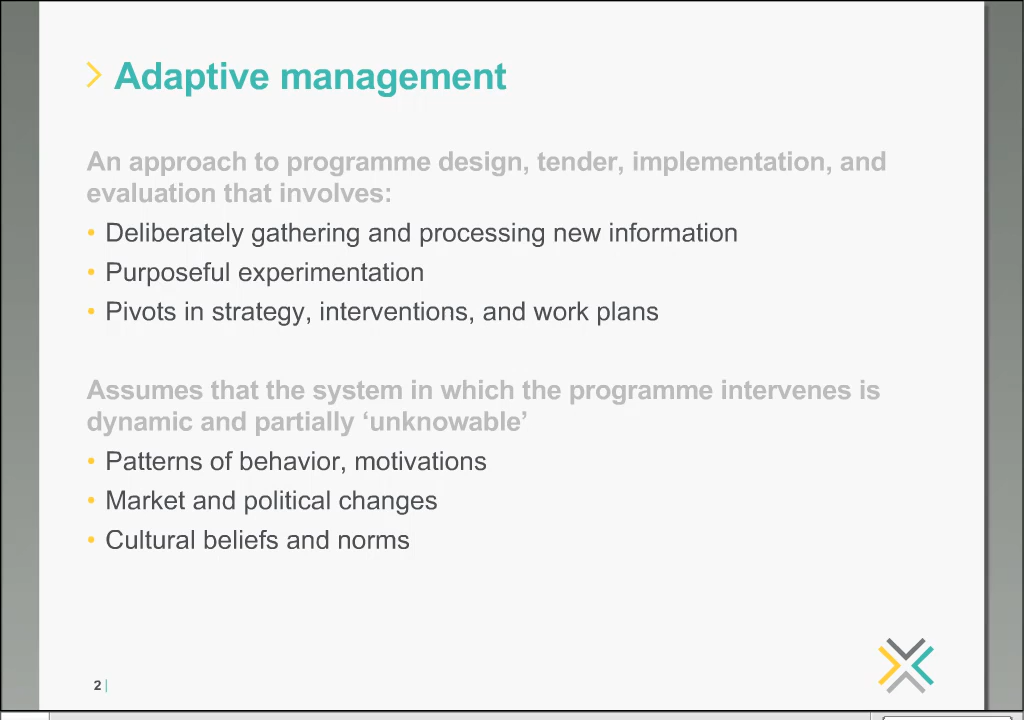 Adaptive management
An approach to programme design, tender, implementation, and
evaluation that involves:
• Deliberately gathering and processing new information
• Purposeful experimentation
• Pivots in strategy, interventions, and work plans
Assumes that the system in which the programme intervenes is
dynamic and partially ‘unknowable’
• Patterns of behavior, motivations
• Market and political changes
• Cultural beliefs and norms
2 |